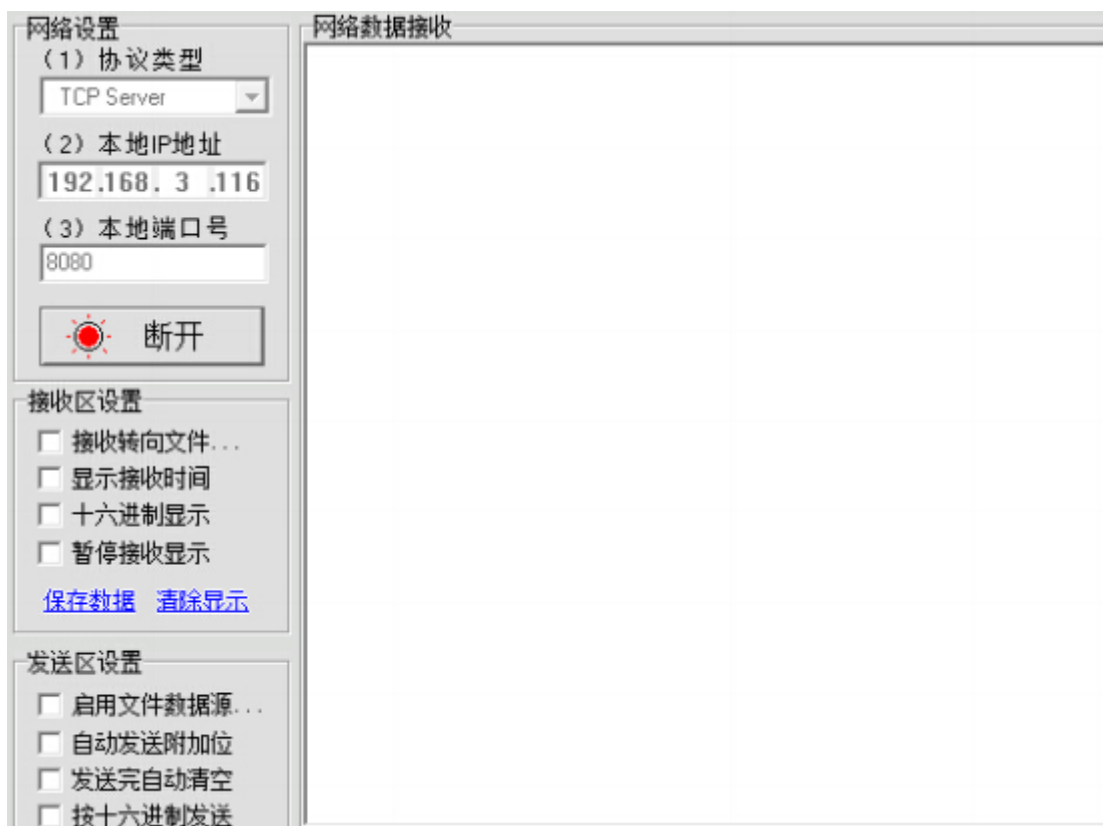 网络设置
网络数据接收
（1）协议类型
TCP Server
（2）本地IP地址
192.168. 3 .116
（3）本地端口号
8080
断开
接收区设置
接收转向文件...
显示接收时间
十六进制显示
暂停接收显示
保存数据 清除显示
发送区设置
启用文件数据源...
自动发送附加位
发送完自动清空
按十六进制发送